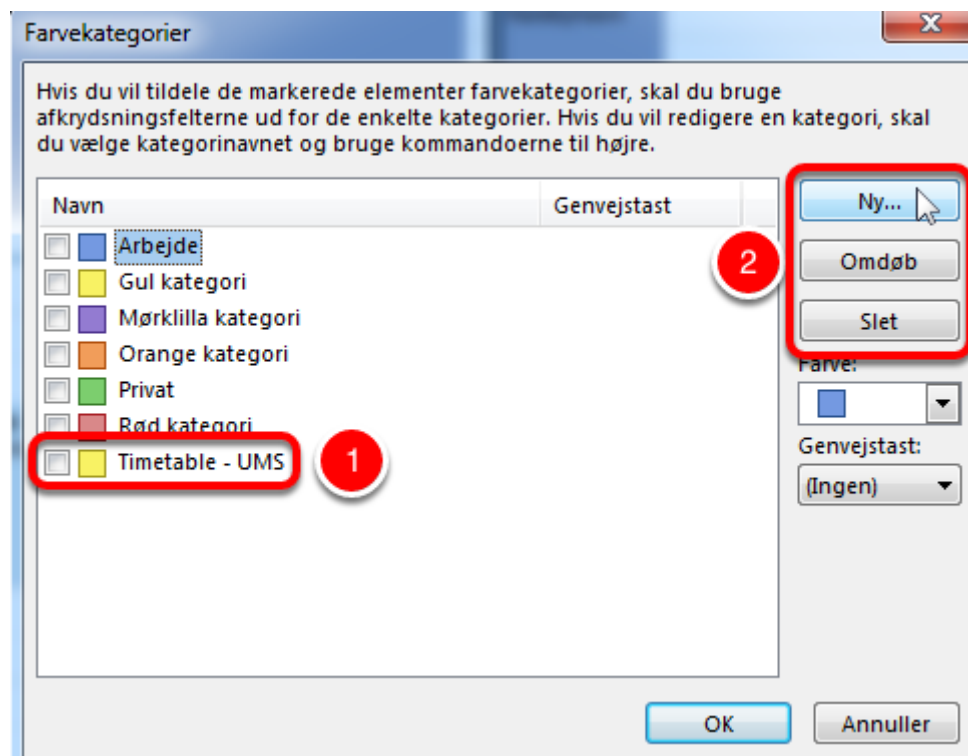 Farvekategorier
Hvis du vil tildele de markerede elementer farvekategorier, skal du bruge
afkrydsningsfelterne ud for de enkelte kategorier. Hvis du vil redigere en kategori, skal
du vælge kategorinavnet og bruge kommandoerne til højre.
Navn Genvejstast
Arbejde
Gul kategori
Mørklilla kategori
Orange kategori
Privat
Rød kategori
Timetable - UMS
1
2
Ny...
Omdøb
Slet
Farve:
Genvejstast:
(Ingen)
OK Annuller